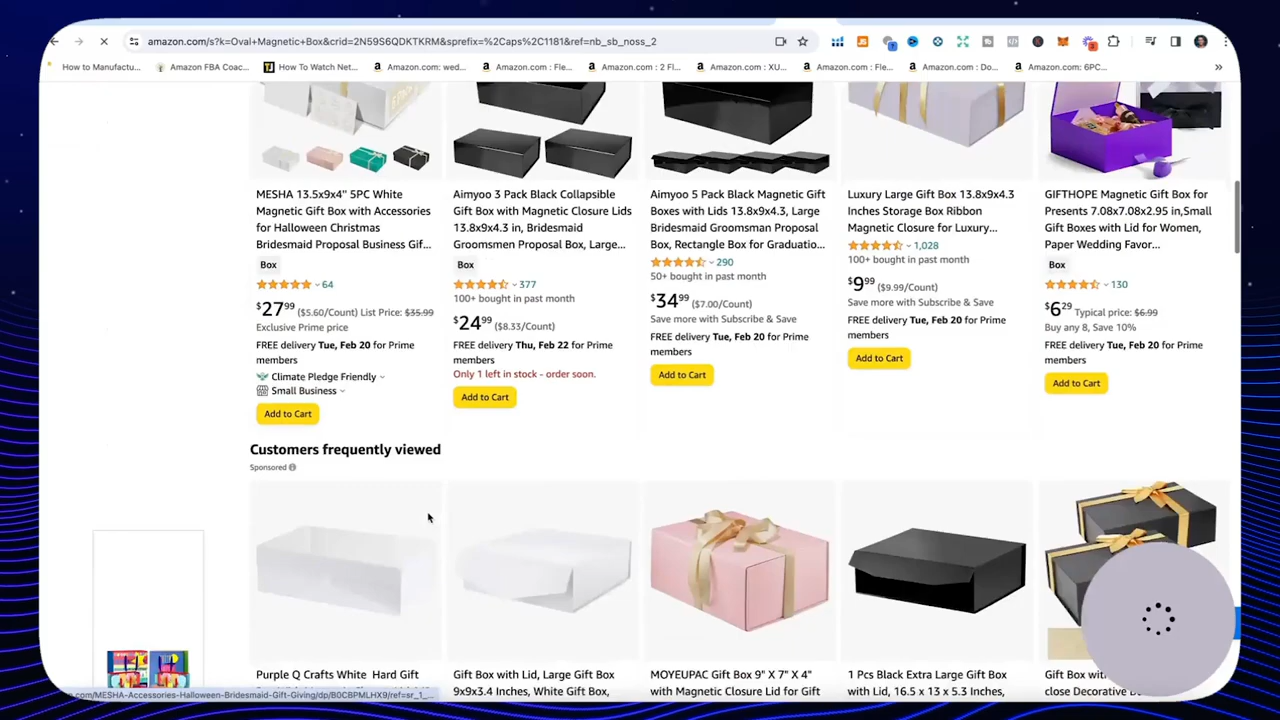 amazon.com/s?k=Oval+Magnetic+Box&crid=2N59S6QDKTKRM&sprefix=%2Caps%2C1181&ref=nb_sb_noss_2
How to Manufactu...
Amazon FBA Coac...
How To Watch Net...
Amazon.com: wed...
Amazon.com : Fle...
Amazon.com : 2 Fl...
Amazon.com : XU...
Amazon.com : Fle...
Amazon.com : Do...
Amazon.com: 6PC...
»
MESHA 13.5x9x4" 5PC White
Magnetic Gift Box with Accessories
for Halloween Christmas
Bridesmaid Proposal Business Gif...
Box
64
$27 99 ($5.60/Count) List Price: $35.99
Exclusive Prime price
FREE delivery Tue, Feb 20 for Prime
members
Climate Pledge Friendly
Small Business
Add to Cart
Aimyoo 3 Pack Black Collapsible
Gift Box with Magnetic Closure Lids
13.8x9x4.3 in, Bridesmaid
Groomsmen Proposal Box, Large...
Box
377
100+ bought in past month
$24 99 ($8.33/Count)
FREE delivery Thu, Feb 22 for Prime
members
Only 1 left in stock - order soon.
Add to Cart
Aimyoo 5 Pack Black Magnetic Gift
Boxes with Lids 13.8x9x4.3, Large
Bridesmaid Groomsman Proposal
Box, Rectangle Box for Graduatio...
290
50+ bought in past month
$34 99 ($7.00/Count)
Save more with Subscribe & Save
FREE delivery Tue, Feb 20 for Prime
members
Add to Cart
Luxury Large Gift Box 13.8x9x4.3
Inches Storage Box Ribbon
Magnetic Closure for Luxury...
1,028
100+ bought in past month
$9 99 ($9.99/Count)
Save more with Subscribe & Save
FREE delivery Tue, Feb 20 for Prime
members
Add to Cart
GIFTHOPE Magnetic Gift Box for
Presents 7.08x7.08x2.95 in,Small
Gift Boxes with Lid for Women,
Paper Wedding Favor...
Box
130
$6 29 Typical price: $6.99
Buy any 8, Save 10%
FREE delivery Tue, Feb 20 for Prime
members
Add to Cart
Customers frequently viewed
Sponsored
Purple Q Crafts White Hard Gift
Gift Box with Lid, Large Gift Box
9x9x3.4 Inches, White Gift Box,
MOYEUPAC Gift Box 9" X 7" X 4"
with Magnetic Closure Lid for Gift
1 Pcs Black Extra Large Gift Box
with Lid, 16.5 x 13 x 5.3 Inches,
Gift Box with
close Decorative
com/MESHA-Accessories-Halloween-Bridesmaid-Gift-Giving/dp/B0CBPMLHX9/ref=sr_1_...